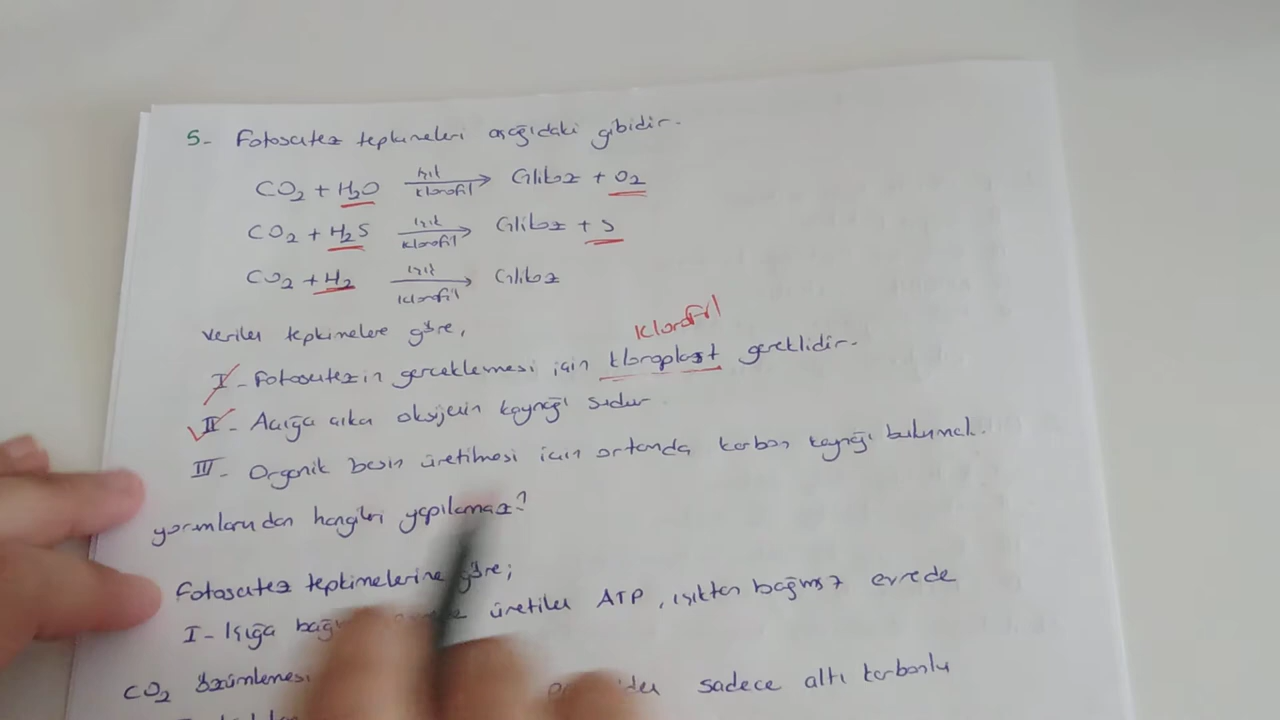 5- Fotosentez tepkimeleri aşağıdaki gibidir.
CO2 + H2O ışık klorofil Glikoz + O2
CO2 + H2S ışık klorofil Glikoz + S
CO2 + H2 ışık klorofil Glikoz
verilen tepkimelere göre,
klorofil
I- Fotosentezin gerçeklemesi için kloroplast gereklidir.
II- Açığa çıkan oksijenin kaynağı sudur
III- Organik besin üretilmesi için ortamda karbon kaynağı bulunmalı.
yorumlarından hangileri yapılamaz?
Fotosentez tepkimelerine göre;
I- Işığa üretilen ATP, ışıktan bağımsız evrede
CO2 özümlemesi sadece altı karbonlu